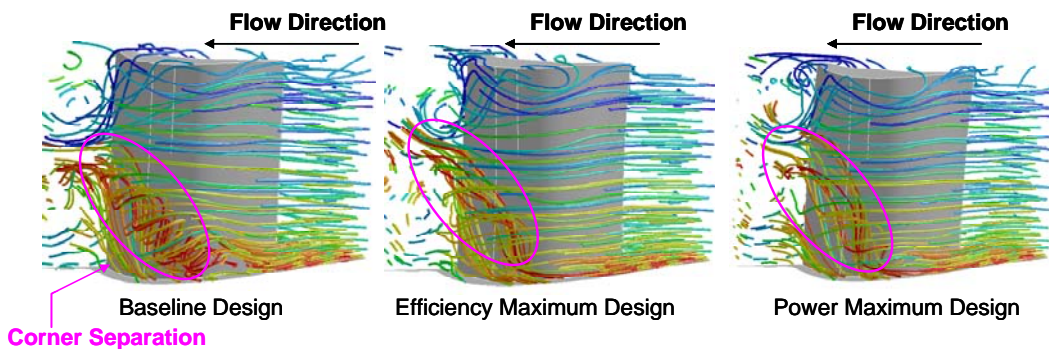 Flow Direction
Flow Direction
Flow Direction
Baseline Design
Efficiency Maximum Design
Power Maximum Design
Corner Separation